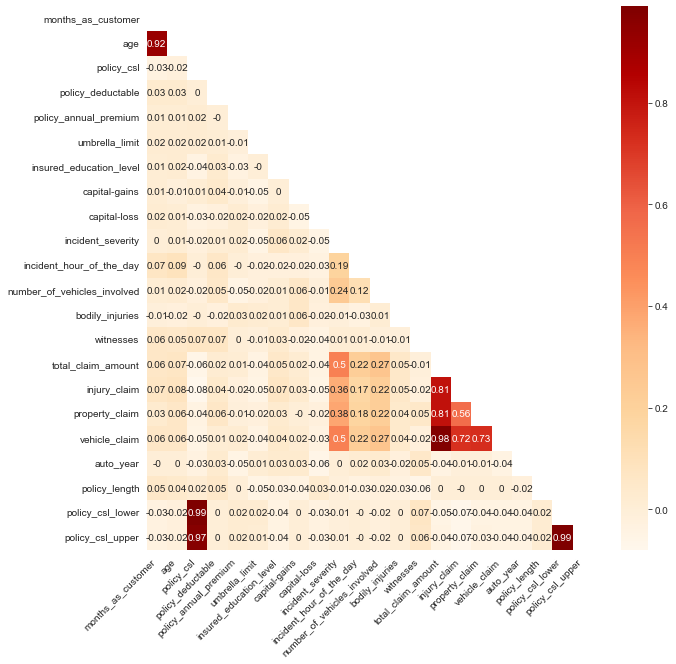 months_as_customer
age 0.92
policy_csl -0.03 -0.02
policy_deductable 0.03 0.03 0
policy_annual_premium 0.01 0.01 0.02 -0
umbrella_limit 0.02 0.02 0.02 0.01 -0.01
insured_education_level 0.01 0.02 -0.04 0.03 -0.03 -0
capital-gains 0.01 -0.01 0.01 0.04 -0.01 -0.05 0
capital-loss 0.02 0.01 -0.03 -0.02 0.02 -0.02 0.02 -0.05
incident_severity 0 0.01 -0.02 0.01 0.02 -0.05 0.06 0.02 -0.05
incident_hour_of_the_day 0.07 0.09 -0 0.06 -0 -0.02 -0.02 -0.02 -0.03 0.19
number_of_vehicles_involved 0.01 0.02 -0.02 0.05 -0.05 -0.02 0.01 0.06 -0.01 0.24 0.12
bodily_injuries -0.01 -0.02 -0 -0.02 0.03 0.02 0.01 0.06 -0.02 -0.01 -0.03 0.01
witnesses 0.06 0.05 0.07 0.07 0 -0.01 0.01 0.03 -0.02 -0.04 0.01 -0.01 -0.01
total_claim_amount 0.06 0.07 -0.06 0.02 0.01 -0.04 0.05 0.02 -0.04 0.5 0.22 0.27 0.05 -0.01
injury_claim 0.07 0.08 -0.08 0.04 -0.02 -0.05 0.07 0.03 -0.05 0.36 0.17 0.22 0.05 -0.02 0.81
property_claim 0.03 0.06 -0.04 0.06 -0.01 -0.02 0.03 -0 -0.02 0.38 0.18 0.22 0.04 0.05 0.81 0.56
vehicle_claim 0.06 0.06 -0.05 0.01 0.02 -0.04 0.04 0.02 -0.03 0.5 0.22 0.27 0.04 -0.02 0.98 0.72 0.73
auto_year -0 0 -0.03 0.03 -0.05 0.01 0.03 0.03 -0.06 0 0.02 0.03 -0.02 0.05 -0.04 -0.01 -0.01 -0.04
policy_length 0.05 0.04 0.02 0.05 0 -0.05 -0.03 -0.04 0.03 -0.01 -0.03 -0.02 -0.03 -0.06 0 -0 0 0 -0.02
policy_csl_lower -0.03 -0.02 0.99 0 0.02 0.02 -0.04 0 -0.03 -0.01 -0 -0.02 0 0.07 -0.05 -0.07 -0.04 -0.04 -0.04 0.02
policy_csl_upper -0.03 -0.02 0.97 0 0.02 0.01 -0.04 0 -0.03 -0.01 0 -0.02 0 0.06 -0.04 -0.07 -0.03 -0.04 -0.04 0.02 0.99
months_as_customer
age
policy_csl
policy_deductable
policy_annual_premium
umbrella_limit
insured_education_level
capital-gains
capital-loss
incident_severity
incident_hour_of_the_day
number_of_vehicles_involved
bodily_injuries
witnesses
total_claim_amount
injury_claim
property_claim
vehicle_claim
auto_year
policy_length
policy_csl_lower
policy_csl_upper
0.8
0.6
0.4
0.2
0.0